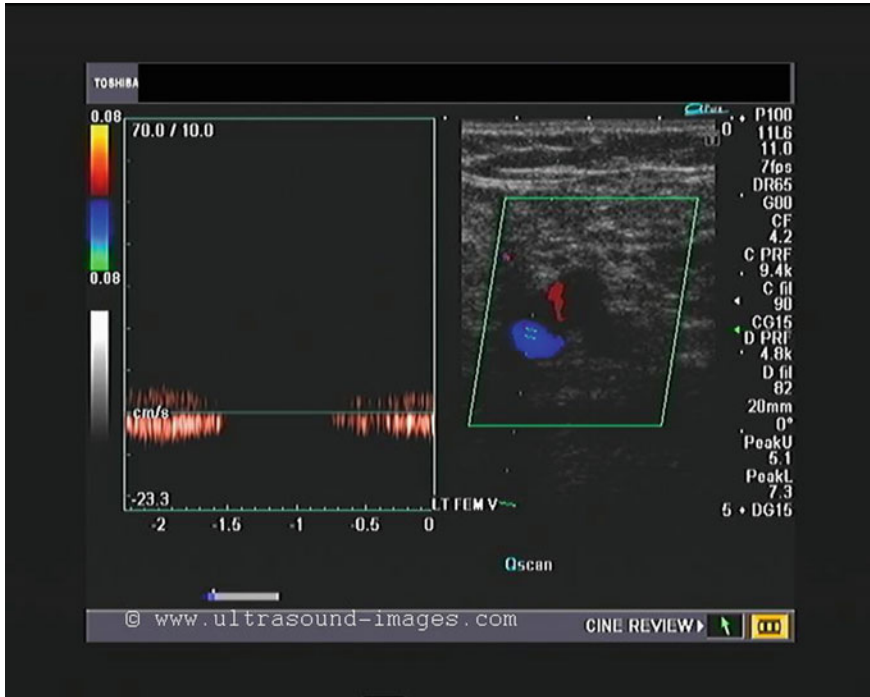 TOSHIBA
0.08
70.0 / 10.0
0.08
cm/s
-23.3
-2 -1.5 -1 -0.5 0
LT FEM V
0
5
P100
11L6
11.0
7fps
DR65
G00
CF
4.2
C PRF
9.4k
C fil
90
CG15
D PRF
4.8k
D fil
82
20mm
0°
PeakU
5.1
PeakL
7.3
DG15
Qscan
© www.ultrasound-images.com
CINE REVIEW